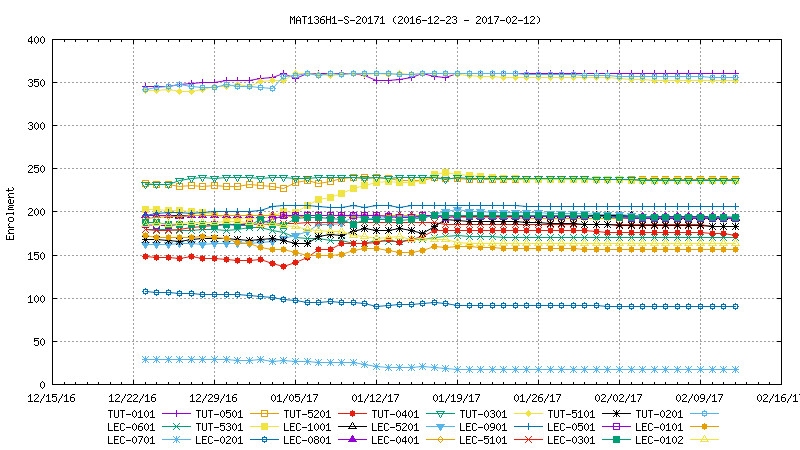 MAT136H1-S-20171 (2016-12-23 - 2017-02-12)
400
350
300
250
200
150
100
50
0
Enrolment
12/15/16 12/22/16 12/29/16 01/05/17 01/12/17 01/19/17 01/26/17 02/02/17 02/09/17 02/16/17
TUT-0101 TUT-0501 TUT-5201 TUT-0401 TUT-0301 TUT-5101 TUT-0201
LEC-0601 TUT-5301 LEC-1001 LEC-5201 LEC-0901 LEC-0501 LEC-0101
LEC-0701 LEC-0201 LEC-0801 LEC-0401 LEC-5101 LEC-0301 LEC-0102